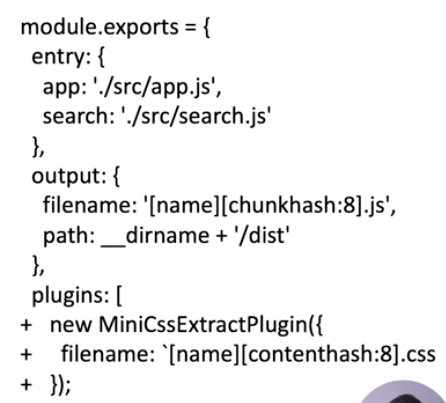 module.exports = {
entry: {
app: './src/app.js',
search: './src/search.js'
},
output: {
filename: '[name][chunkhash:8].js',
path: __dirname + '/dist'
},
plugins: [
+ new MiniCssExtractPlugin({
+ filename: `[name][contenthash:8].css
+ });